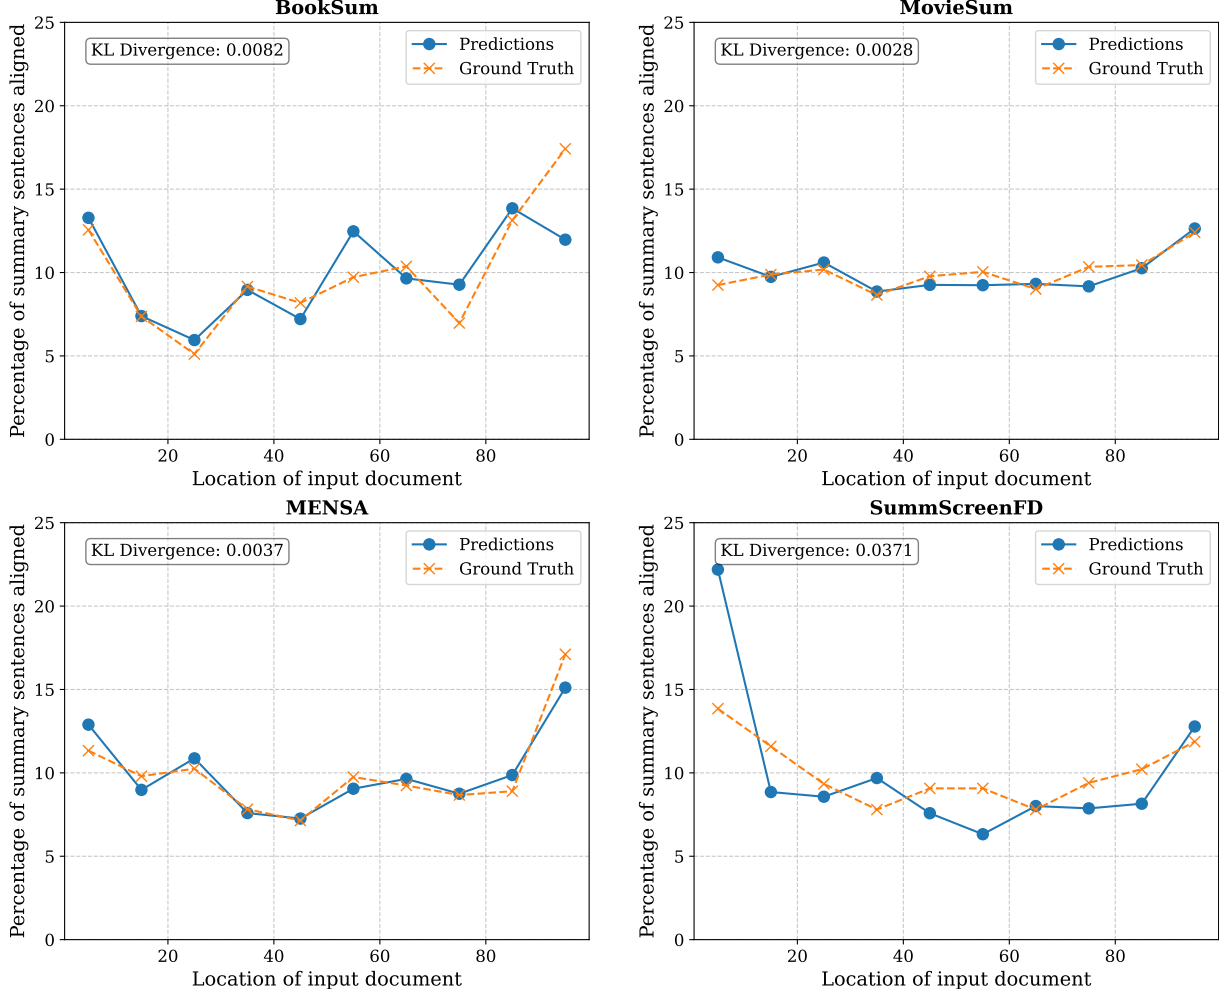 BookSum
KL Divergence: 0.0082
Predictions
Ground Truth
Percentage of summary sentences aligned
25
20
15
10
5
0
20 40 60 80
Location of input document
MovieSum
KL Divergence: 0.0028
Predictions
Ground Truth
Percentage of summary sentences aligned
25
20
15
10
5
0
20 40 60 80
Location of input document
MENSA
KL Divergence: 0.0037
Predictions
Ground Truth
Percentage of summary sentences aligned
25
20
15
10
5
0
20 40 60 80
Location of input document
SummScreenFD
KL Divergence: 0.0371
Predictions
Ground Truth
Percentage of summary sentences aligned
25
20
15
10
5
0
20 40 60 80
Location of input document